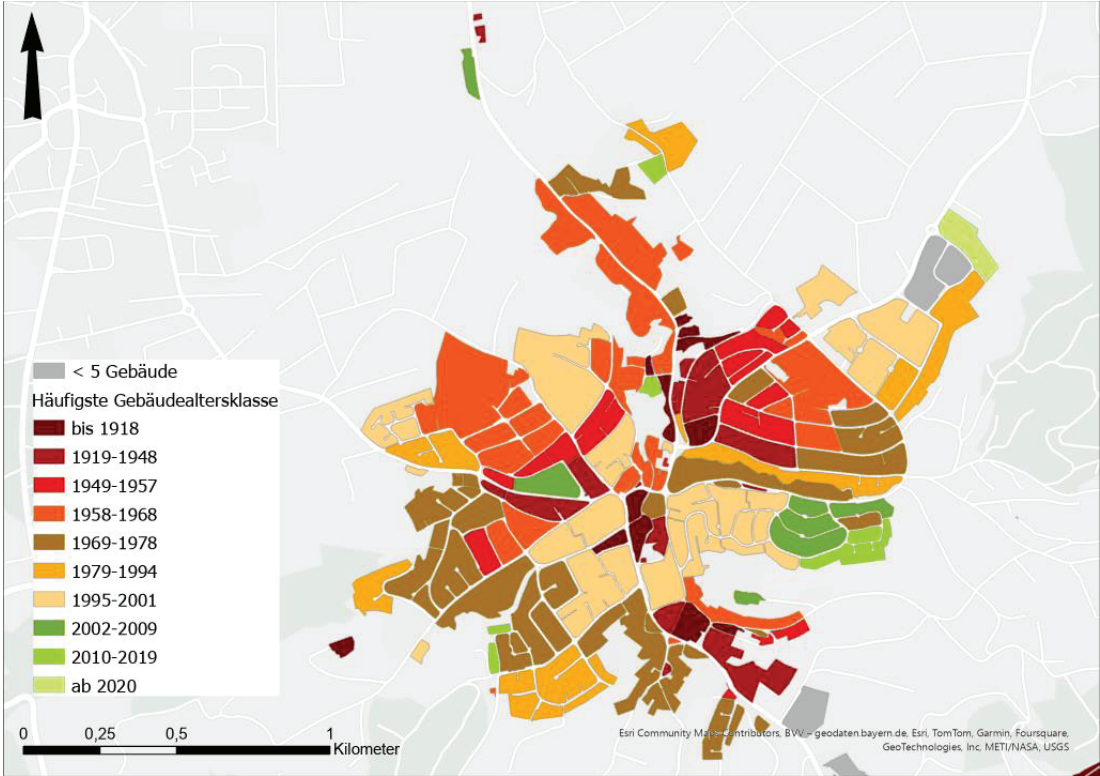 < 5 Gebäude
Häufigste Gebäudealtersklasse
bis 1918
1919-1948
1949-1957
1958-1968
1969-1978
1979-1994
1995-2001
2002-2009
2010-2019
ab 2020
0 0,25 0,5 1
Kilometer
Esri Community Maps Contributors, BVV - geodaten.bayern.de, Esri, TomTom, Garmin, Foursquare,
GeoTechnologies, Inc, METI/NASA, USGS